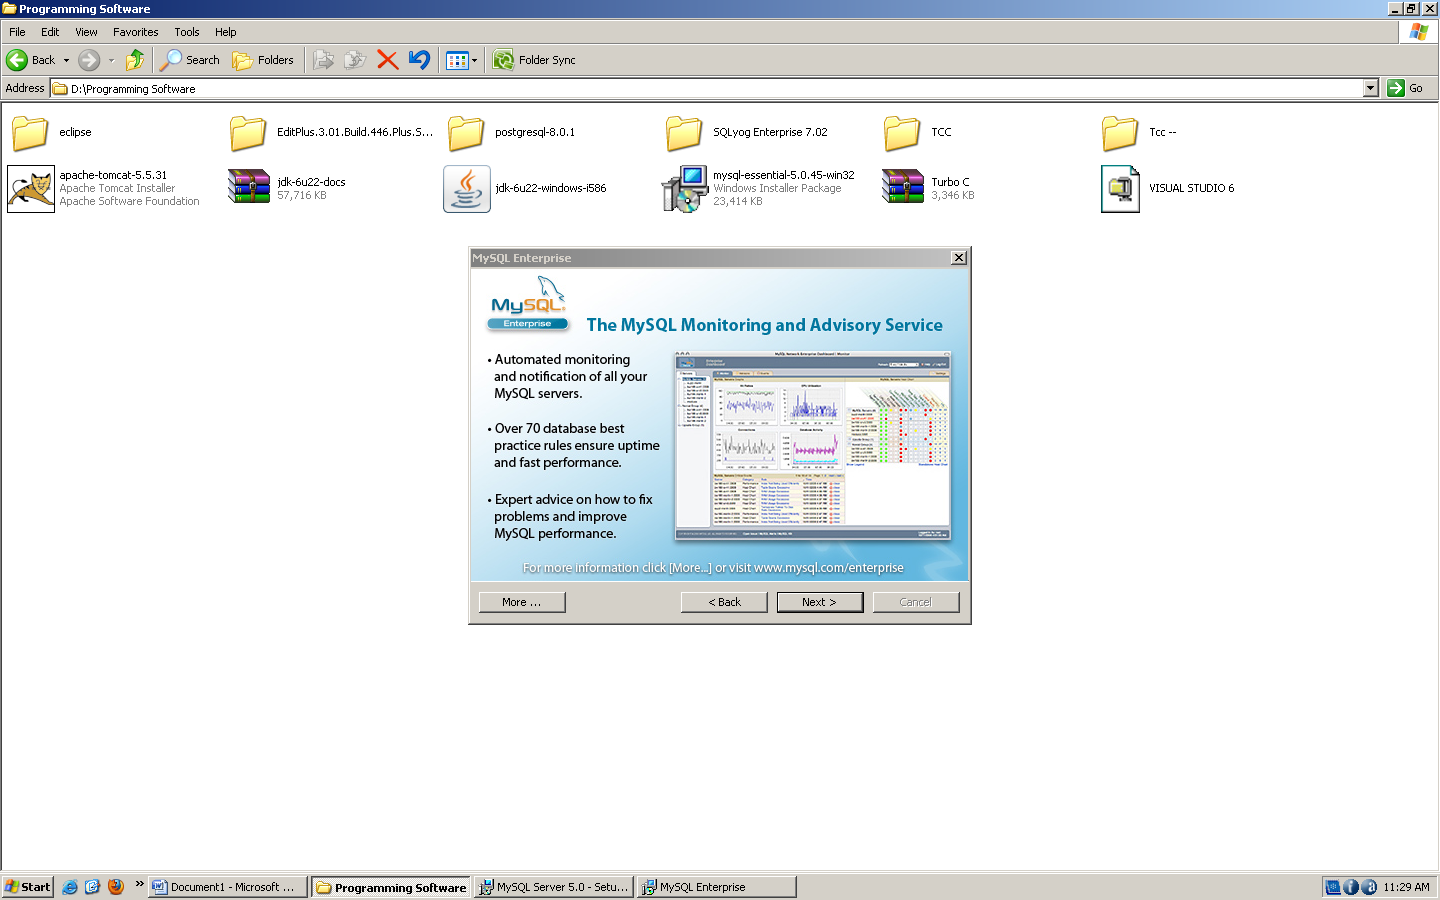 Programming Software
File Edit View Favorites Tools Help
Back Search Folders Folder Sync
Address D:\Programming Software Go
eclipse
EditPlus.3.01.Build.446.Plus.S...
postgresql-8.0.1
SQLyog Enterprise 7.02
TCC
Tcc --
apache-tomcat-5.5.31
Apache Tomcat Installer
Apache Software Foundation
jdk-6u22-docs
57,716 KB
jdk-6u22-windows-i586
mysql-essential-5.0.45-win32
Windows Installer Package
23,414 KB
Turbo C
3,346 KB
VISUAL STUDIO 6
MySQL Enterprise
MySQL
Enterprise
The MySQL Monitoring and Advisory Service
• Automated monitoring
and notification of all your
MySQL servers.
• Over 70 database best
practice rules ensure uptime
and fast performance.
• Expert advice on how to fix
problems and improve
MySQL performance.
For more information click [More...] or visit www.mysql.com/enterprise
More ... < Back Next > Cancel
Start » Document1 - Microsoft ... Programming Software MySQL Server 5.0 - Setu... MySQL Enterprise 11:29 AM